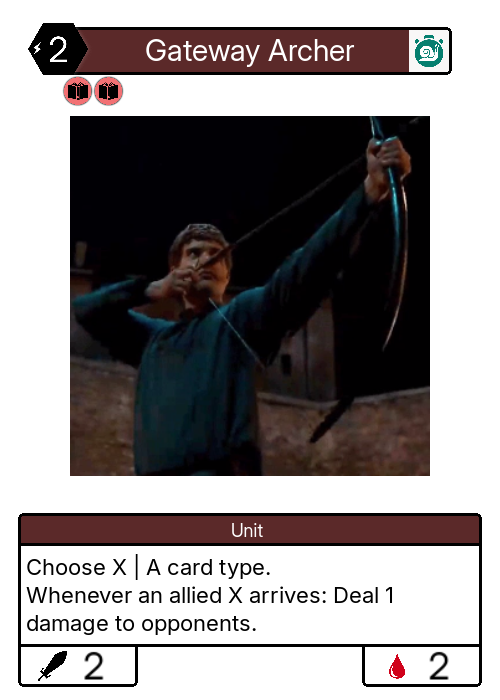 2 Gateway Archer
Unit
Choose X | A card type.
Whenever an allied X arrives: Deal 1
damage to opponents.
2 2